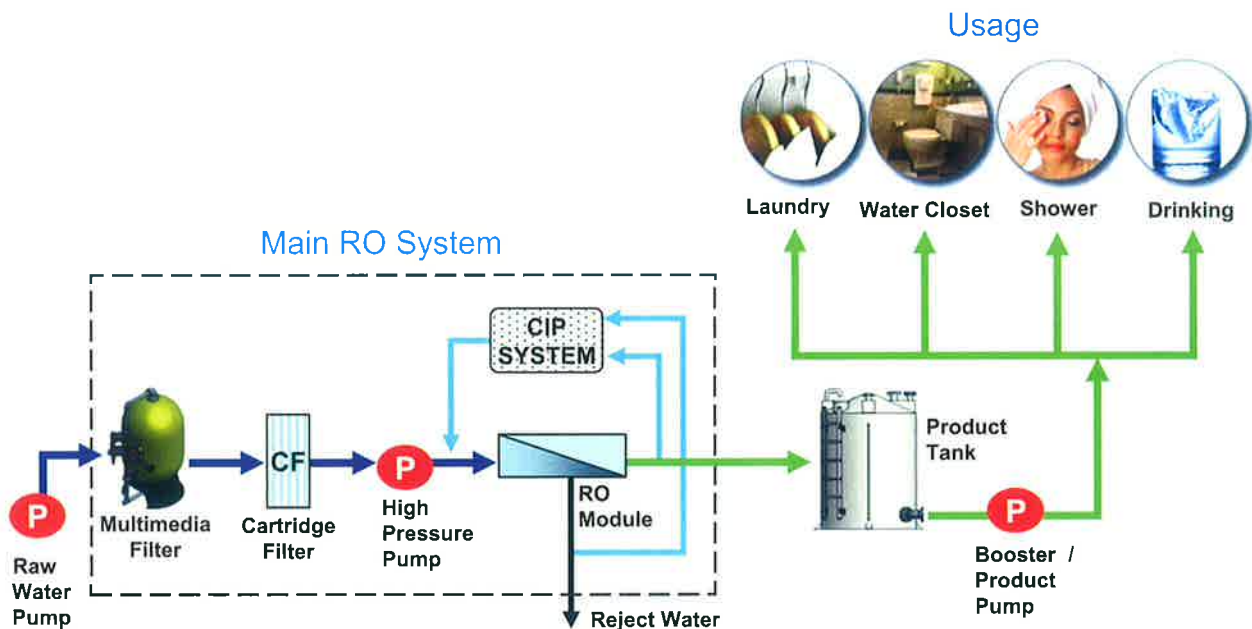 Usage
Laundry
Water Closet
Shower
Drinking
Main RO System
CIP
SYSTEM
P
Raw
Water
Pump
Multimedia
Filter
CF
Cartridge
Filter
P
High
Pressure
Pump
RO
Module
Reject Water
Product
Tank
P
Booster /
Product
Pump